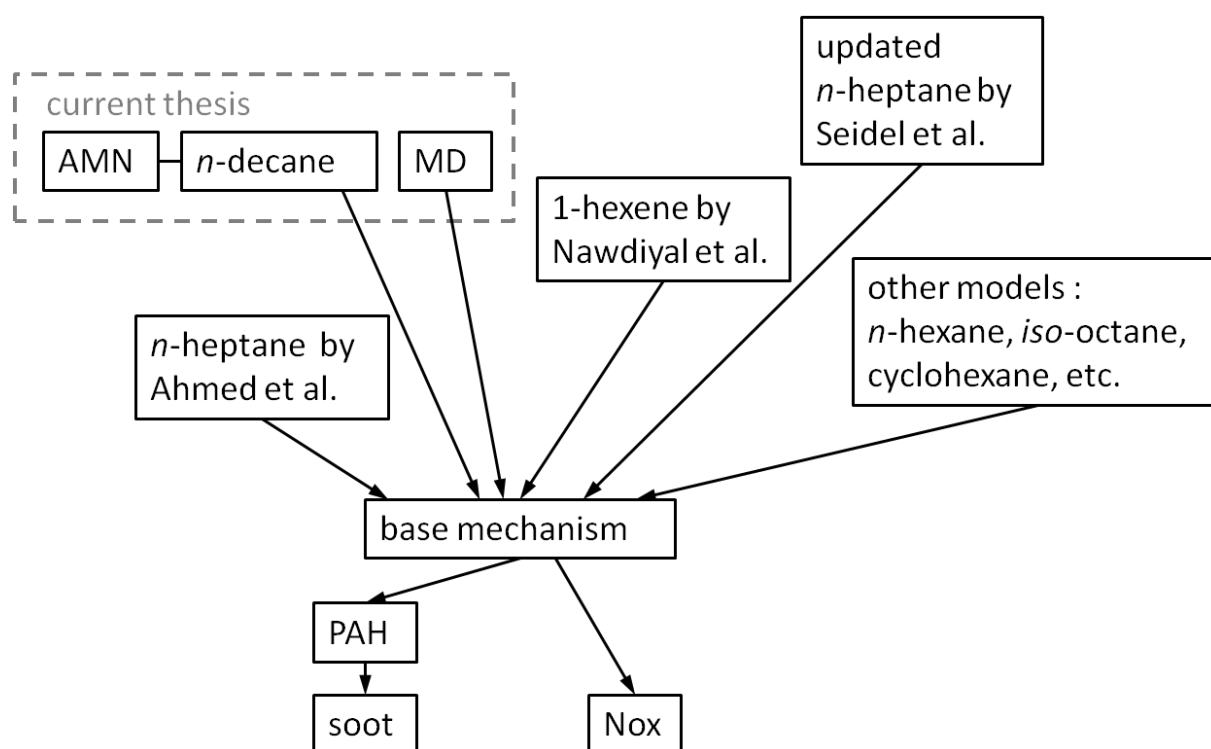 updated
n-heptane by
Seidel et al.
current thesis
AMN
n-decane
MD
1-hexene by
Nawdiyal et al.
other models :
n-hexane, iso-octane,
cyclohexane, etc.
n-heptane by
Ahmed et al.
base mechanism
PAH
soot
Nox